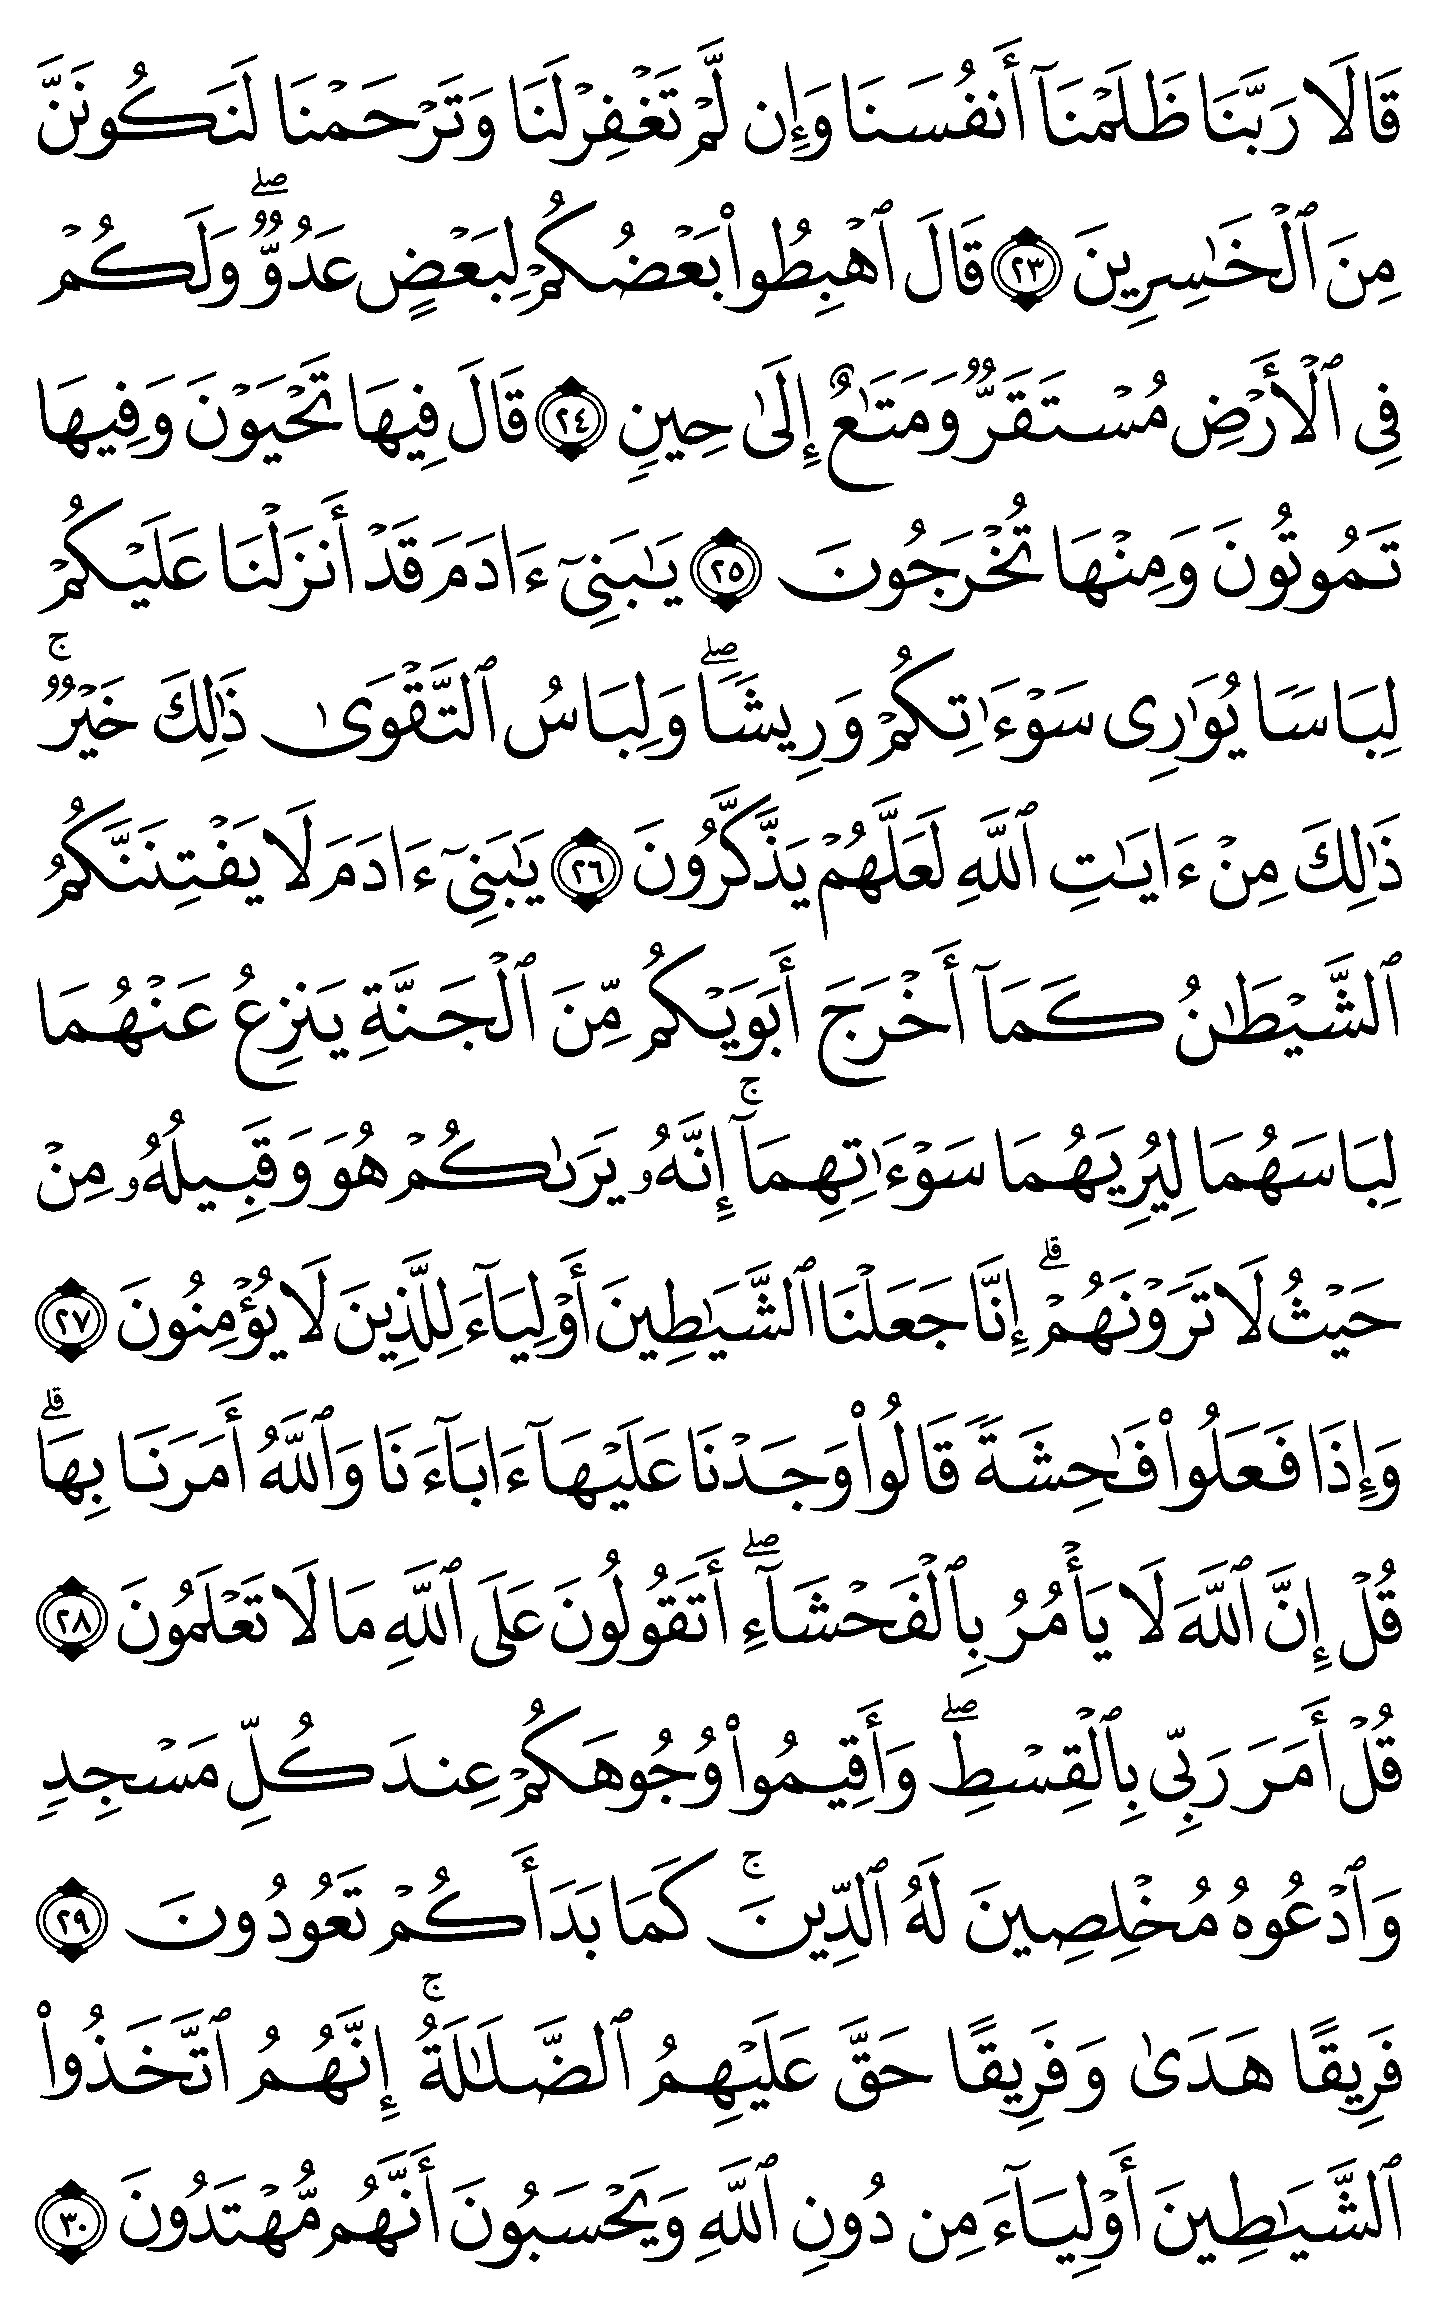 قَالَا رَبَّنَا ظَلَمْنَآ أَنفُسَنَا وَإِن لَّمْ تَغْفِرْ لَنَا وَتَرْحَمْنَا لَنَكُونَنَّ
مِنَ ٱلْخَٰسِرِينَ ٢٣ قَالَ ٱهْبِطُوا۟ بَعْضُكُمْ لِبَعْضٍ عَدُوٌّ ۖ وَلَكُمْ
فِى ٱلْأَرْضِ مُسْتَقَرٌّ وَمَتَٰعٌ إِلَىٰ حِينٍ ٢٤ قَالَ فِيهَا تَحْيَوْنَ وَفِيهَا
تَمُوتُونَ وَمِنْهَا تُخْرَجُونَ ٢٥ يَٰبَنِىٓ ءَادَمَ قَدْ أَنزَلْنَا عَلَيْكُمْ
لِبَاسًا يُوَٰرِى سَوْءَٰتِكُمْ وَرِيشًا ۖ وَلِبَاسُ ٱلتَّقْوَىٰ ذَٰلِكَ خَيْرٌ ۚ
ذَٰلِكَ مِنْ ءَايَٰتِ ٱللَّهِ لَعَلَّهُمْ يَذَّكَّرُونَ ٢٦ يَٰبَنِىٓ ءَادَمَ لَا يَفْتِنَنَّكُمُ
ٱلشَّيْطَٰنُ كَمَآ أَخْرَجَ أَبَوَيْكُم مِّنَ ٱلْجَنَّةِ يَنزِعُ عَنْهُمَا
لِبَاسَهُمَا لِيُرِيَهُمَا سَوْءَٰتِهِمَآ ۚ إِنَّهُۥ يَرَىٰكُمْ هُوَ وَقَبِيلُهُۥ مِنْ
حَيْثُ لَا تَرَوْنَهُمْ ۗ إِنَّا جَعَلْنَا ٱلشَّيَٰطِينَ أَوْلِيَآءَ لِلَّذِينَ لَا يُؤْمِنُونَ ٢٧
وَإِذَا فَعَلُوا۟ فَٰحِشَةً قَالُوا۟ وَجَدْنَا عَلَيْهَآ ءَابَآءَنَا وَٱللَّهُ أَمَرَنَا بِهَا ۗ
قُلْ إِنَّ ٱللَّهَ لَا يَأْمُرُ بِٱلْفَحْشَآءِ ۖ أَتَقُولُونَ عَلَى ٱللَّهِ مَا لَا تَعْلَمُونَ ٢٨
قُلْ أَمَرَ رَبِّى بِٱلْقِسْطِ ۖ وَأَقِيمُوا۟ وُجُوهَكُمْ عِندَ كُلِّ مَسْجِدٍ
وَٱدْعُوهُ مُخْلِصِينَ لَهُ ٱلدِّينَ ۚ كَمَا بَدَأَكُمْ تَعُودُونَ ٢٩
فَرِيقًا هَدَىٰ وَفَرِيقًا حَقَّ عَلَيْهِمُ ٱلضَّلَٰلَةُ ۚ إِنَّهُمُ ٱتَّخَذُوا۟
ٱلشَّيَٰطِينَ أَوْلِيَآءَ مِن دُونِ ٱللَّهِ وَيَحْسَبُونَ أَنَّهُم مُّهْتَدُونَ ٣٠